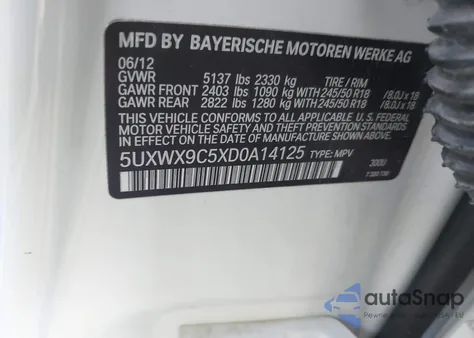 MFD BY BAYERISCHE MOTOREN WERKE AG
06/12
GVWR 5137 lbs 2330 kg TIRE / RIM
GAWR FRONT 2403 lbs 1090 kg WITH 245/50 R18 /8.0J x 18
GAWR REAR 2822 lbs 1280 kg WITH 245/50 R18 /8.0J x 18
THIS VEHICLE CONFORMS TO ALL APPLICABLE U.S. FEDERAL
MOTOR VEHICLE SAFETY STANDARDS
IN EFFECT ON THE DATE OF MANUFACTURE SHOWN ABOVE.
5UXWX9C5XD0A14125 TYPE: MPV 300U
autoSnap